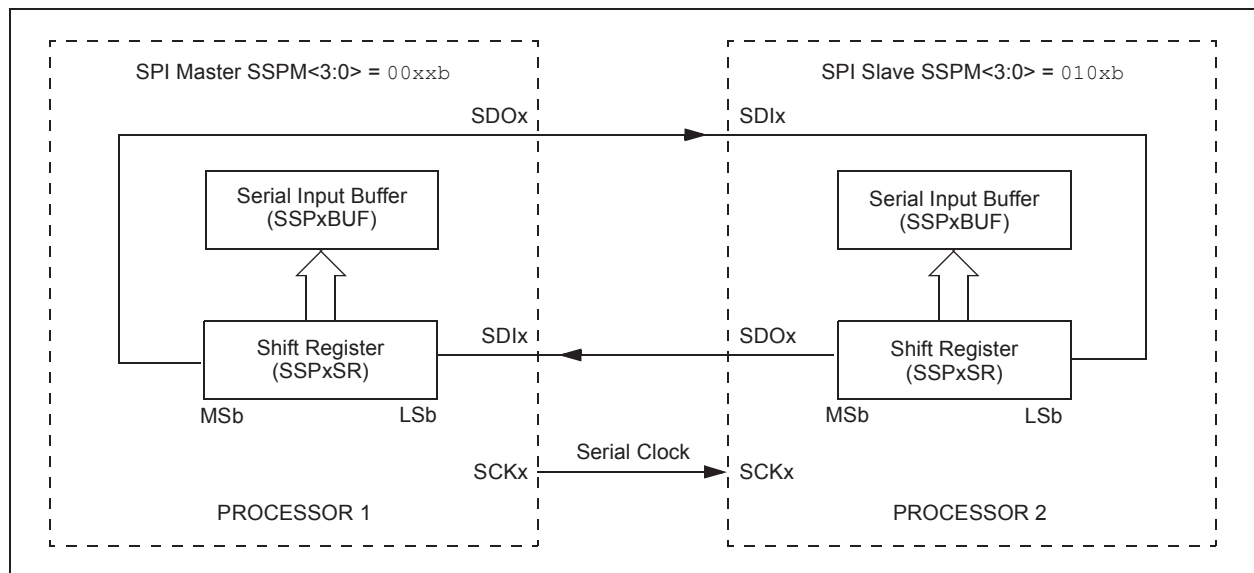 SPI Master SSPM<3:0> = 00xxb
SDOx
Serial Input Buffer
(SSPxBUF)
Shift Register
(SSPxSR)
MSb
LSb
SDIx
SCKx
PROCESSOR 1
Serial Clock
SPI Slave SSPM<3:0> = 010xb
SDIx
Serial Input Buffer
(SSPxBUF)
SDOx
Shift Register
(SSPxSR)
MSb
LSb
SCKx
PROCESSOR 2